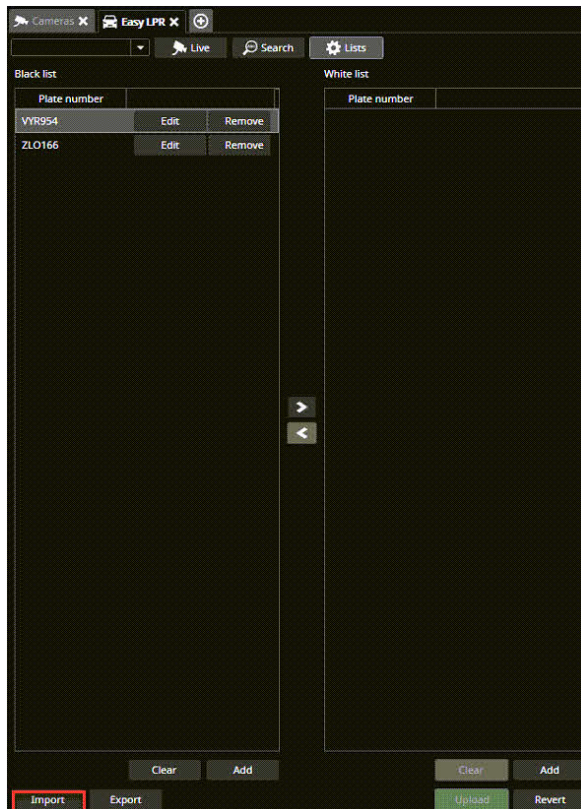 Cameras Easy LPR
Live Search Lists
Black list White list
Plate number Plate number
VYR954 Edit Remove
ZLO166 Edit Remove
Clear Add Clear Add
Import Export Upload Revert